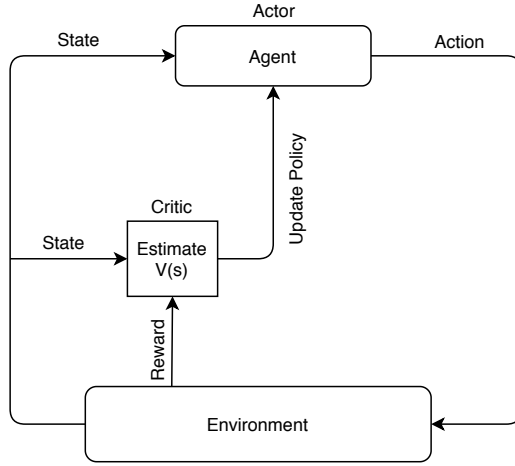 Actor
State
Agent
Action
Update Policy
Critic
State
Estimate
V(s)
Reward
Environment